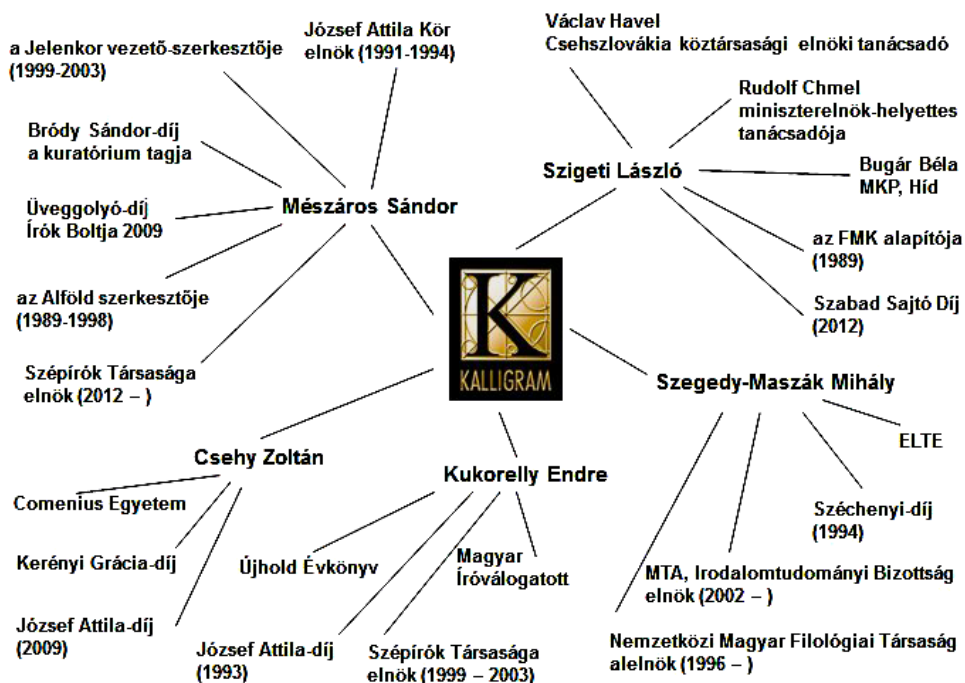 a Jelenkor vezető-szerkesztője
(1999-2003)
József Attila Kör
elnök (1991-1994)
Bródy Sándor-díj
a kuratórium tagja
Üveggolyó-díj
Írók Boltja 2009
Mészáros Sándor
az Alföld szerkesztője
(1989-1998)
Szépírók Társasága
elnök (2012 – )
Václav Havel
Csehszlovákia köztársasági elnöki tanácsadó
Rudolf Chmel
miniszterelnök-helyettes
tanácsadója
Szigeti László
Bugár Béla
MKP, Híd
az FMK alapítója
(1989)
Szabad Sajtó Díj
(2012)
K
KALLIGRAM
Szegedy-Maszák Mihály
ELTE
Széchenyi-díj
(1994)
MTA, Irodalomtudományi Bizottság
elnök (2002 – )
Nemzetközi Magyar Filológiai Társaság
alelnök (1996 – )
Csehy Zoltán
Comenius Egyetem
Kerényi Grácia-díj
József Attila-díj
(2009)
Kukorelly Endre
Újhold Évkönyv
Magyar
Íróválogatott
József Attila-díj
(1993)
Szépírók Társasága
elnök (1999 – 2003)